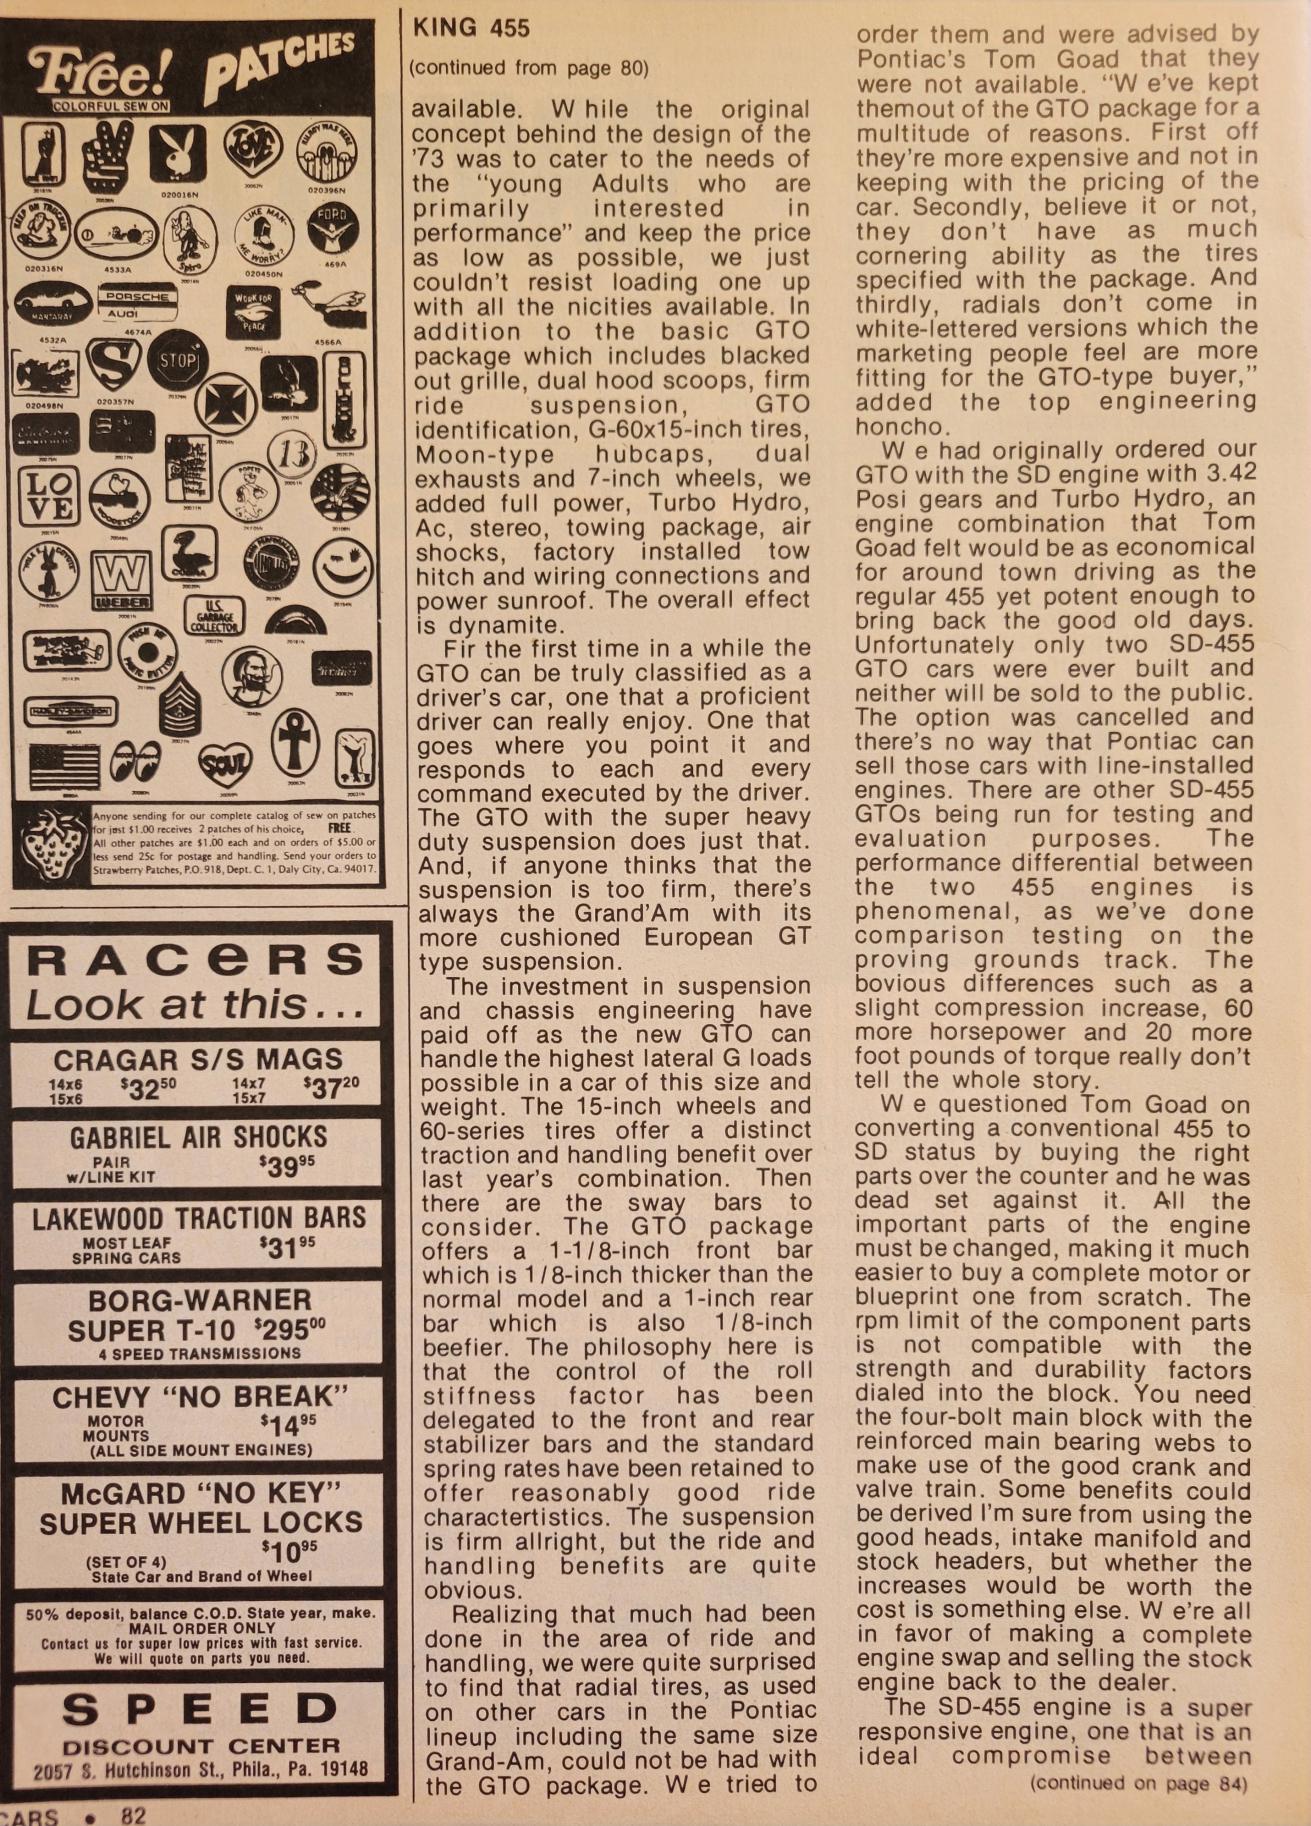 Free! PATCHES
COLORFUL SEW ON
LOVE
KILROY WAS HERE
020016N
020396N
KEEP ON TRUCKIN'
Spiro
LIKE MAN-
ME WORRY?
FORD
020316N
4533A
020450N
469A
MANTARAY
PORSCHE
AUDI
WORK FOR
PEACE
4532A
4674A
4566A
S
STOP
020498N
020357N
13
LO
VE
WOODSTOCK
POPEYE
COBRA
W
WEBER
U.S.
GARBAGE
COLLECTOR
PUSH ME
PANIC BUTTON
HARLEY-DAVIDSON
SOUL
Anyone sending for our complete catalog of sew on patches
for just $1.00 receives 2 patches of his choice, FREE.
All other patches are $1.00 each and on orders of $5.00 or
less send 25c for postage and handling. Send your orders to
Strawberry Patches, P.O. 918, Dept. C. 1, Daly City, Ca. 94017.
RACeRS
Look at this...
CRAGAR S/S MAGS
14x6
15x6
$32.50
14x7
15x7
$37.20
GABRIEL AIR SHOCKS
PAIR
w/LINE KIT
$39.95
LAKEWOOD TRACTION BARS
MOST LEAF
SPRING CARS
$31.95
BORG-WARNER
SUPER T-10 $295.00
4 SPEED TRANSMISSIONS
CHEVY "NO BREAK"
MOTOR
MOUNTS
$14.95
(ALL SIDE MOUNT ENGINES)
McGARD "NO KEY"
SUPER WHEEL LOCKS
(SET OF 4) $10.95
State Car and Brand of Wheel
50% deposit, balance C.O.D. State year, make.
MAIL ORDER ONLY
Contact us for super low prices with fast service.
We will quote on parts you need.
SPEED
DISCOUNT CENTER
2057 S. Hutchinson St., Phila., Pa. 19148
KING 455
(continued from page 80)
available. W hile the original
concept behind the design of the
'73 was to cater to the needs of
the "young Adults who are
primarily interested in
performance" and keep the price
as low as possible, we just
couldn't resist loading one up
with all the nicities available. In
addition to the basic GTO
package which includes blacked
out grille, dual hood scoops, firm
ride suspension, GTO
identification, G-60x15-inch tires,
Moon-type hubcaps, dual
exhausts and 7-inch wheels, we
added full power, Turbo Hydro,
Ac, stereo, towing package, air
shocks, factory installed tow
hitch and wiring connections and
power sunroof. The overall effect
is dynamite.
Fir the first time in a while the
GTO can be truly classified as a
driver's car, one that a proficient
driver can really enjoy. One that
goes where you point it and
responds to each and every
command executed by the driver.
The GTO with the super heavy
duty suspension does just that.
And, if anyone thinks that the
suspension is too firm, there's
always the Grand'Am with its
more cushioned European GT
type suspension.
The investment in suspension
and chassis engineering have
paid off as the new GTO can
handle the highest lateral G loads
possible in a car of this size and
weight. The 15-inch wheels and
60-series tires offer a distinct
traction and handling benefit over
last year's combination. Then
there are the sway bars to
consider. The GTO package
offers a 1-1/8-inch front bar
which is 1/8-inch thicker than the
normal model and a 1-inch rear
bar which is also 1/8-inch
beefier. The philosophy here is
that the control of the roll
stiffness factor has been
delegated to the front and rear
stabilizer bars and the standard
spring rates have been retained to
offer reasonably good ride
charactertistics. The suspension
is firm allright, but the ride and
handling benefits are quite
obvious.
Realizing that much had been
done in the area of ride and
handling, we were quite surprised
to find that radial tires, as used
on other cars in the Pontiac
lineup including the same size
Grand-Am, could not be had with
the GTO package. W e tried to
order them and were advised by
Pontiac's Tom Goad that they
were not available. "W e've kept
themout of the GTO package for a
multitude of reasons. First off
they're more expensive and not in
keeping with the pricing of the
car. Secondly, believe it or not,
they don't have as much
cornering ability as the tires
specified with the package. And
thirdly, radials don't come in
white-lettered versions which the
marketing people feel are more
fitting for the GTO-type buyer,"
added the top engineering
honcho.
W e had originally ordered our
GTO with the SD engine with 3.42
Posi gears and Turbo Hydro, an
engine combination that Tom
Goad felt would be as economical
for around town driving as the
regular 455 yet potent enough to
bring back the good old days.
Unfortunately only two SD-455
GTO cars were ever built and
neither will be sold to the public.
The option was cancelled and
there's no way that Pontiac can
sell those cars with line-installed
engines. There are other SD-455
GTOs being run for testing and
evaluation purposes. The
performance differential between
the two 455 engines is
phenomenal, as we've done
comparison testing on the
proving grounds track. The
bovious differences such as a
slight compression increase, 60
more horsepower and 20 more
foot pounds of torque really don't
tell the whole story.
W e questioned Tom Goad on
converting a conventional 455 to
SD status by buying the right
parts over the counter and he was
dead set against it. All the
important parts of the engine
must be changed, making it much
easier to buy a complete motor or
blueprint one from scratch. The
rpm limit of the component parts
is not compatible with the
strength and durability factors
dialed into the block. You need
the four-bolt main block with the
reinforced main bearing webs to
make use of the good crank and
valve train. Some benefits could
be derived I'm sure from using the
good heads, intake manifold and
stock headers, but whether the
increases would be worth the
cost is something else. W e're all
in favor of making a complete
engine swap and selling the stock
engine back to the dealer.
The SD-455 engine is a super
responsive engine, one that is an
ideal compromise between
(continued on page 84)
CARS • 82